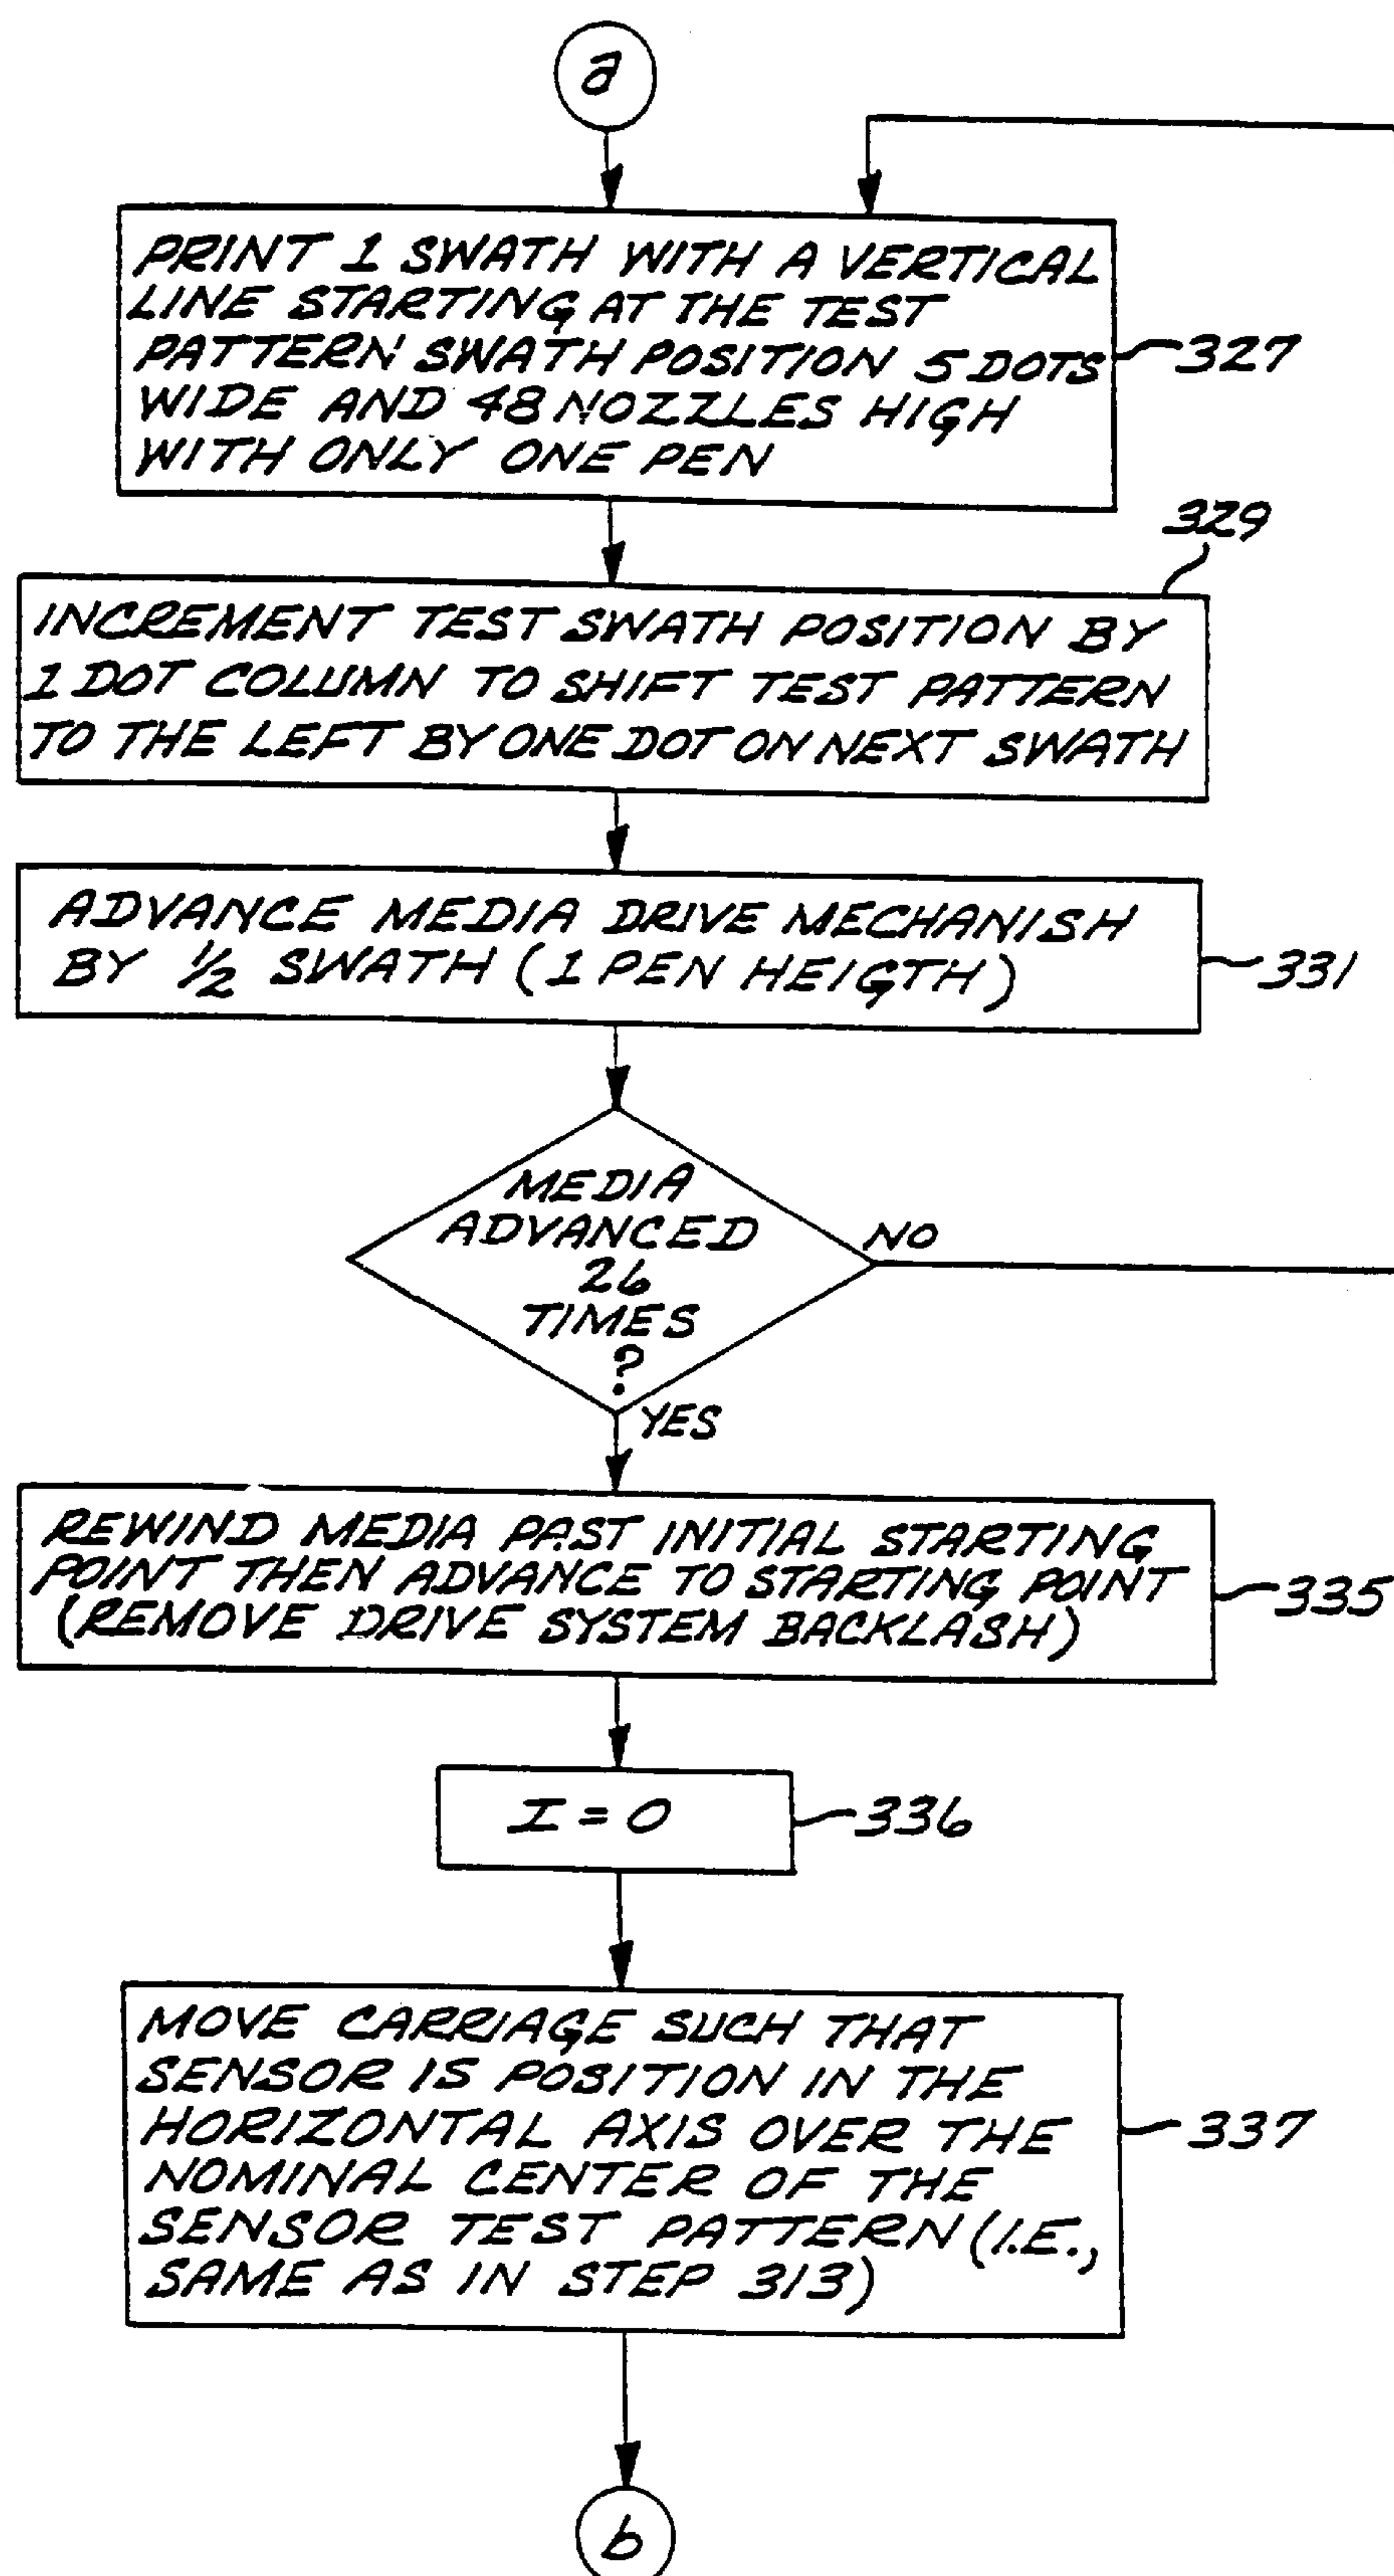 a
PRINT 1 SWATH WITH A VERTICAL
LINE STARTING AT THE TEST
PATTERN SWATH POSITION 5 DOTS
WIDE AND 48 NOZZLES HIGH
WITH ONLY ONE PEN
327
329
INCREMENT TEST SWATH POSITION BY
1 DOT COLUMN TO SHIFT TEST PATTERN
TO THE LEFT BY ONE DOT ON NEXT SWATH
ADVANCE MEDIA DRIVE MECHANISH
BY 1/2 SWATH (1 PEN HEIGTH)
331
MEDIA
ADVANCED
26
TIMES
?
NO
YES
REWIND MEDIA PAST INITIAL STARTING
POINT THEN ADVANCE TO STARTING POINT
(REMOVE DRIVE SYSTEM BACKLASH)
335
I = 0
336
MOVE CARRIAGE SUCH THAT
SENSOR IS POSITION IN THE
HORIZONTAL AXIS OVER THE
NOMINAL CENTER OF THE
SENSOR TEST PATTERN (I.E.,
SAME AS IN STEP 313)
337
b